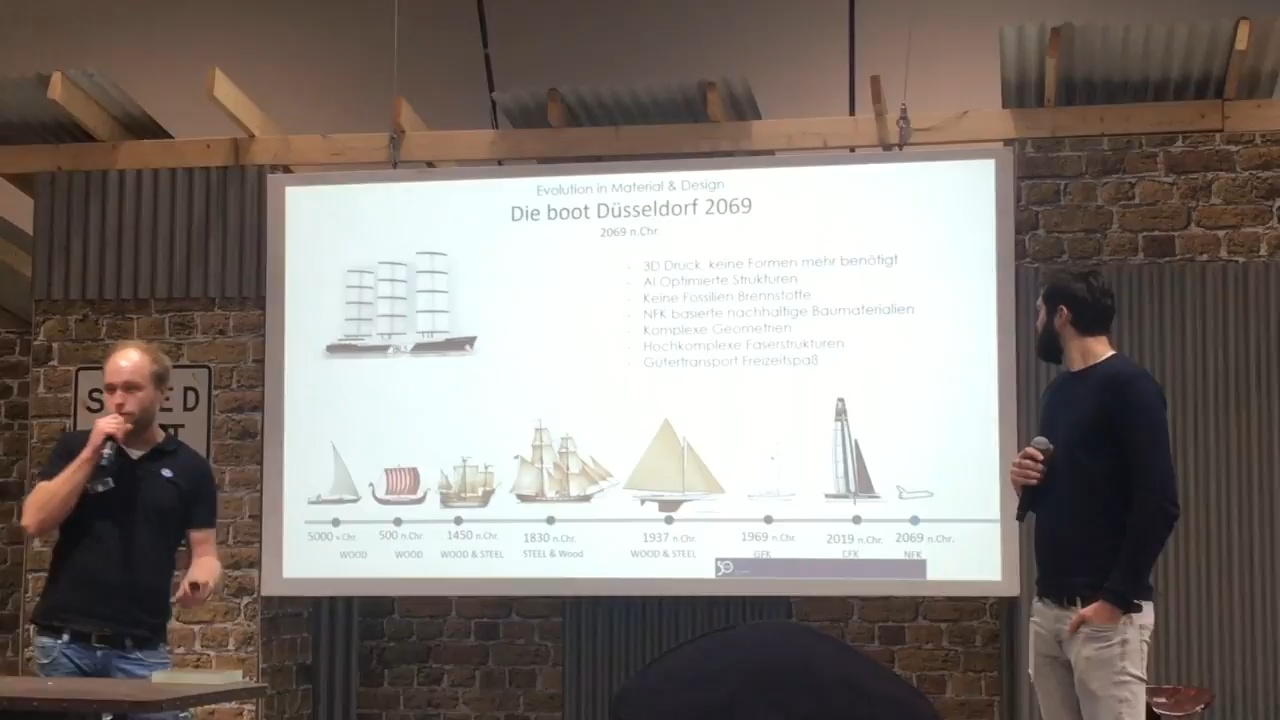 Evolution in Material & Design
Die boot Düsseldorf 2069
2069 n.Chr.
- 3D Druck keine Formen mehr benötigt
- AI Optimierte Strukturen
- Keine Fossilien Brennstoffe
- NFK basierte nachhaltige Baumaterialien
- Komplexe Geometrien
- Hochkomplexe Faserstrukturen
- Gütertransport Freizeitspaß
S E D
5000 v.Chr. 500 n.Chr. 1450 n.Chr. 1830 n.Chr. 1937 n.Chr. 1969 n.Chr. 2019 n.Chr. 2069 n.Chr.
WOOD WOOD WOOD & STEEL STEEL & Wood WOOD & STEEL GFK CFK NFK